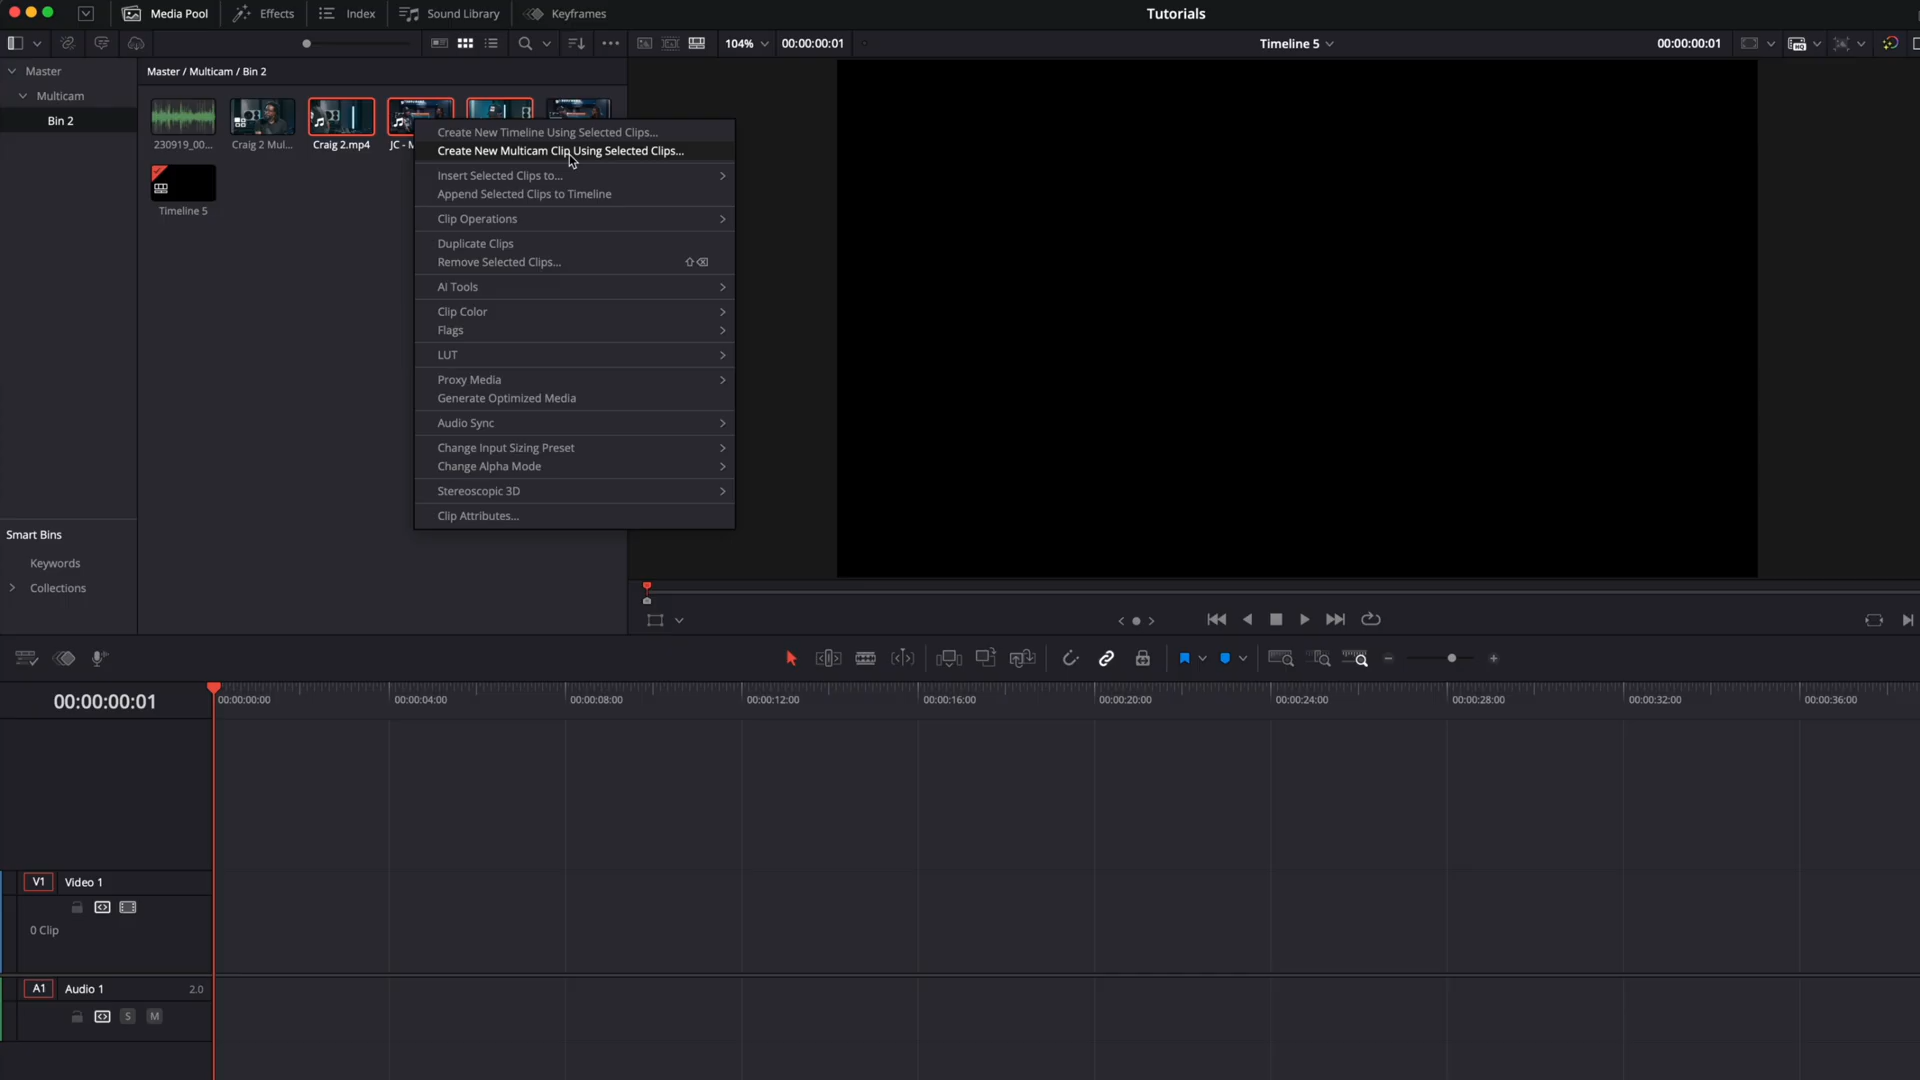 Media Pool
Effects
Index
Sound Library
Keyframes
Tutorials
104%
00:00:00:01
Timeline 5
00:00:00:01
Master
Multicam
Bin 2
Master / Multicam / Bin 2
230919_00...
Craig 2 Mul...
Craig 2.mp4
Timeline 5
Create New Timeline Using Selected Clips...
Create New Multicam Clip Using Selected Clips...
Insert Selected Clips to...
Append Selected Clips to Timeline
Clip Operations
Duplicate Clips
Remove Selected Clips...
AI Tools
Clip Color
Flags
LUT
Proxy Media
Generate Optimized Media
Audio Sync
Change Input Sizing Preset
Change Alpha Mode
Stereoscopic 3D
Clip Attributes...
Smart Bins
Keywords
Collections
00:00:00:01
00:00:00:00
00:00:04:00
00:00:08:00
00:00:12:00
00:00:16:00
00:00:20:00
00:00:24:00
00:00:28:00
00:00:32:00
00:00:36:00
V1 Video 1
0 Clip
A1 Audio 1 2.0
S M